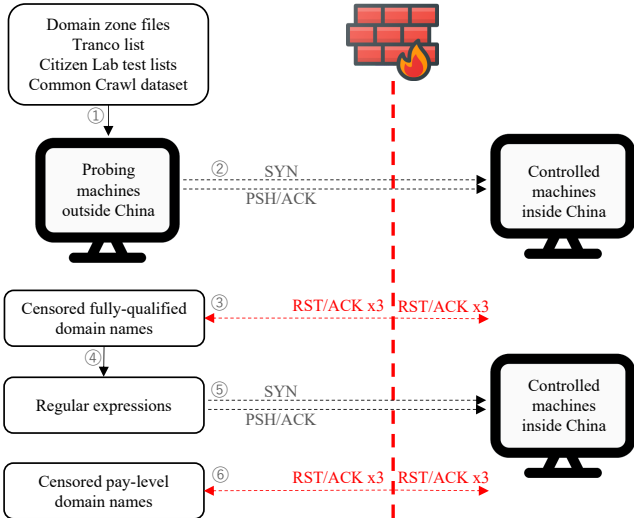 Domain zone files
Tranco list
Citizen Lab test lists
Common Crawl dataset
①
Probing
machines
outside China
②
SYN
PSH/ACK
Controlled
machines
inside China
Censored fully-qualified
domain names
③
RST/ACK x3
RST/ACK x3
④
Regular expressions
⑤
SYN
PSH/ACK
Controlled
machines
inside China
Censored pay-level
domain names
⑥
RST/ACK x3
RST/ACK x3